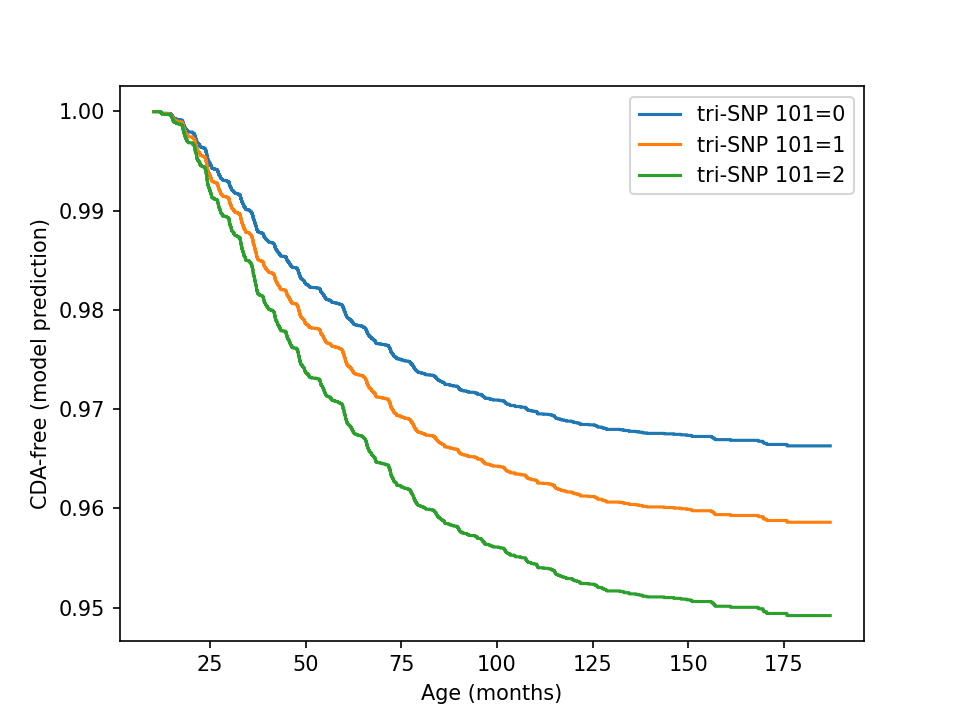 1.00
0.99
0.98
0.97
0.96
0.95
CDA-free (model prediction)
tri-SNP 101=0
tri-SNP 101=1
tri-SNP 101=2
25 50 75 100 125 150 175
Age (months)